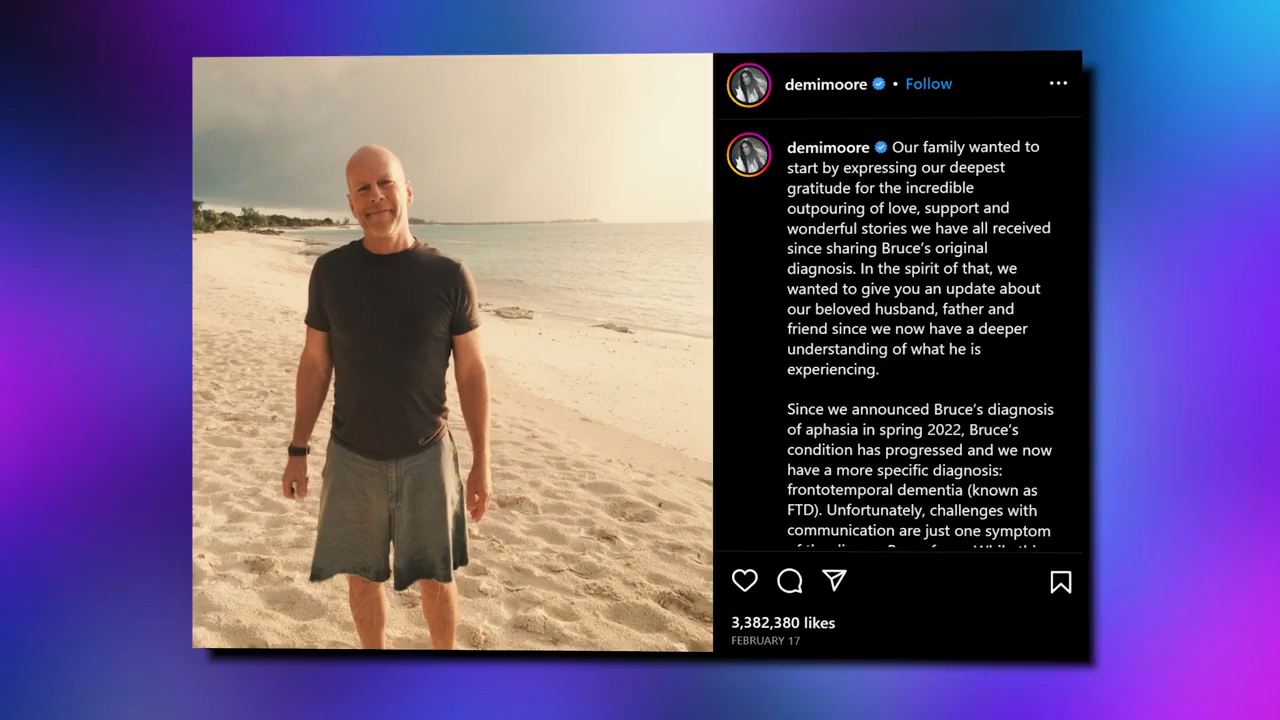 demimoore • Follow
demimoore Our family wanted to
start by expressing our deepest
gratitude for the incredible
outpouring of love, support and
wonderful stories we have all received
since sharing Bruce’s original
diagnosis. In the spirit of that, we
wanted to give you an update about
our beloved husband, father and
friend since we now have a deeper
understanding of what he is
experiencing.
Since we announced Bruce’s diagnosis
of aphasia in spring 2022, Bruce’s
condition has progressed and we now
have a more specific diagnosis:
frontotemporal dementia (known as
FTD). Unfortunately, challenges with
communication are just one symptom
3,382,380 likes
FEBRUARY 17